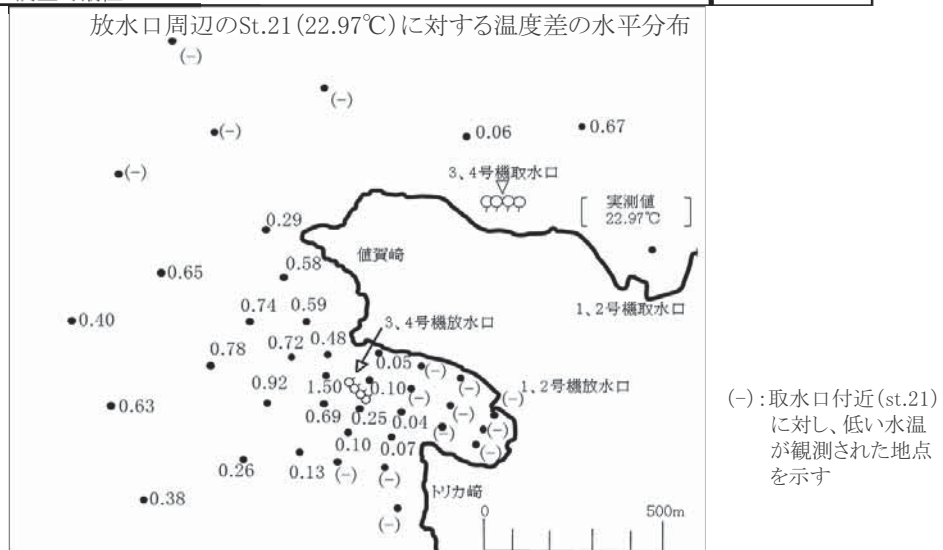 放水口周辺のSt.21(22.97℃)に対する温度差の水平分布
(-)
(-)
(-)
0.06
0.67
(-)
3、4号機取水口
実測値
22.97℃
0.29
値賀崎
0.58
0.65
1、2号機取水口
0.74 0.59
0.40
3、4号機放水口
0.72 0.48
0.05
0.78
(-)
1、2号機放水口
0.92 1.50 0.10
(-)
(-)
(-)
0.63
0.69 0.25 0.04
(-)
(-)
(-)
0.10 0.07
(-)
0.26 0.13 (-)
(-)
トリカ崎
0.38
(-)
0
500m
(-):取水口付近(st.21)
に対し、低い水温
が観測された地点
を示す